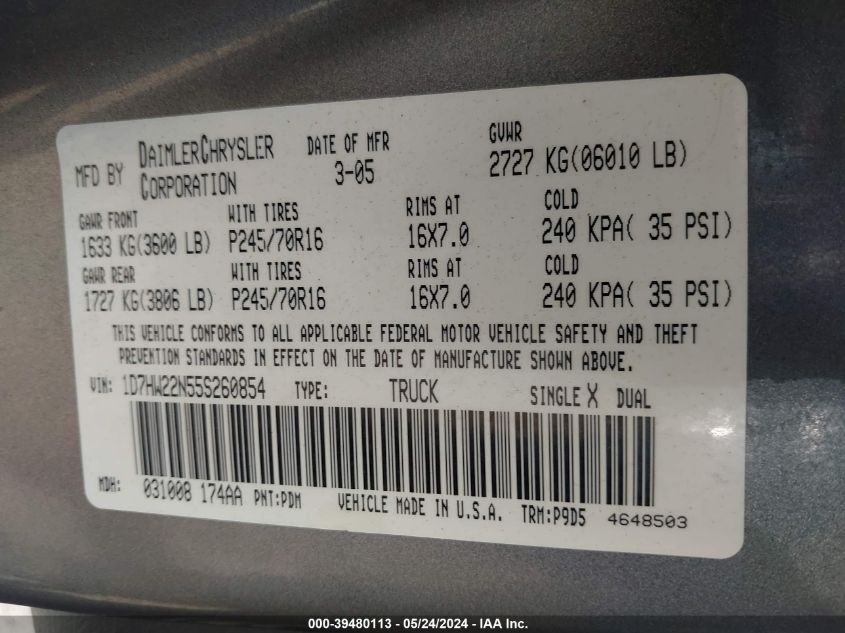 MFD BY DAIMLERCHRYSLER CORPORATION DATE OF MFR 3-05 GVWR 2727 KG(06010 LB)
GAWR FRONT WITH TIRES RIMS AT COLD
1633 KG(3600 LB) P245/70R16 16X7.0 240 KPA( 35 PSI)
GAWR REAR WITH TIRES RIMS AT COLD
1727 KG(3806 LB) P245/70R16 16X7.0 240 KPA( 35 PSI)
THIS VEHICLE CONFORMS TO ALL APPLICABLE FEDERAL MOTOR VEHICLE SAFETY AND THEFT
PREVENTION STANDARDS IN EFFECT ON THE DATE OF MANUFACTURE SHOWN ABOVE.
VIN: 1D7HW22N55S260854 TYPE: TRUCK SINGLE X DUAL
MDH: 031008 174AA PNT:PDM VEHICLE MADE IN U.S.A. TRM:P9D5 4648503
000-39480113 - 05/24/2024 - IAA Inc.